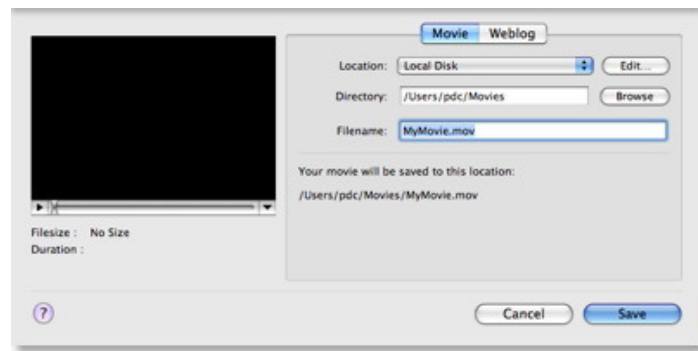 Movie Weblog
Location: Local Disk Edit...
Directory: /Users/pdc/Movies Browse
Filename: MyMovie.mov
Your movie will be saved to this location:
/Users/pdc/Movies/MyMovie.mov
Filesize : No Size
Duration :
? Cancel Save